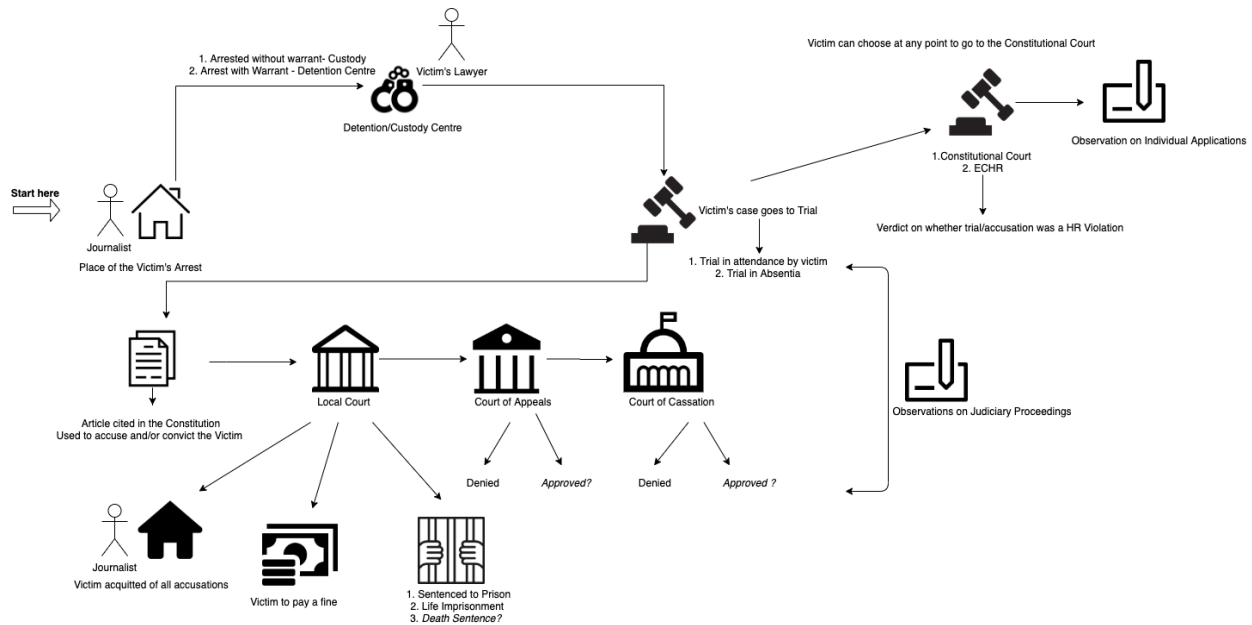 Start here
Journalist
Place of the Victim's Arrest
1. Arrested without warrant- Custody
2. Arrest with Warrant - Detention Centre
Victim's Lawyer
Detention/Custody Centre
Victim's case goes to Trial
1. Trial in attendance by victim
2. Trial in Absentia
Victim can choose at any point to go to the Constitutional Court
1.Constitutional Court
2. ECHR
Observation on Individual Applications
Verdict on whether trial/accusation was a HR Violation
Article cited in the Constitution
Used to accuse and/or convict the Victim
Local Court
Court of Appeals
Court of Cassation
Observations on Judiciary Proceedings
Denied
Approved?
Denied
Approved ?
Journalist
Victim acquitted of all accusations
Victim to pay a fine
1. Sentenced to Prison
2. Life Imprisonment
3. Death Sentence?